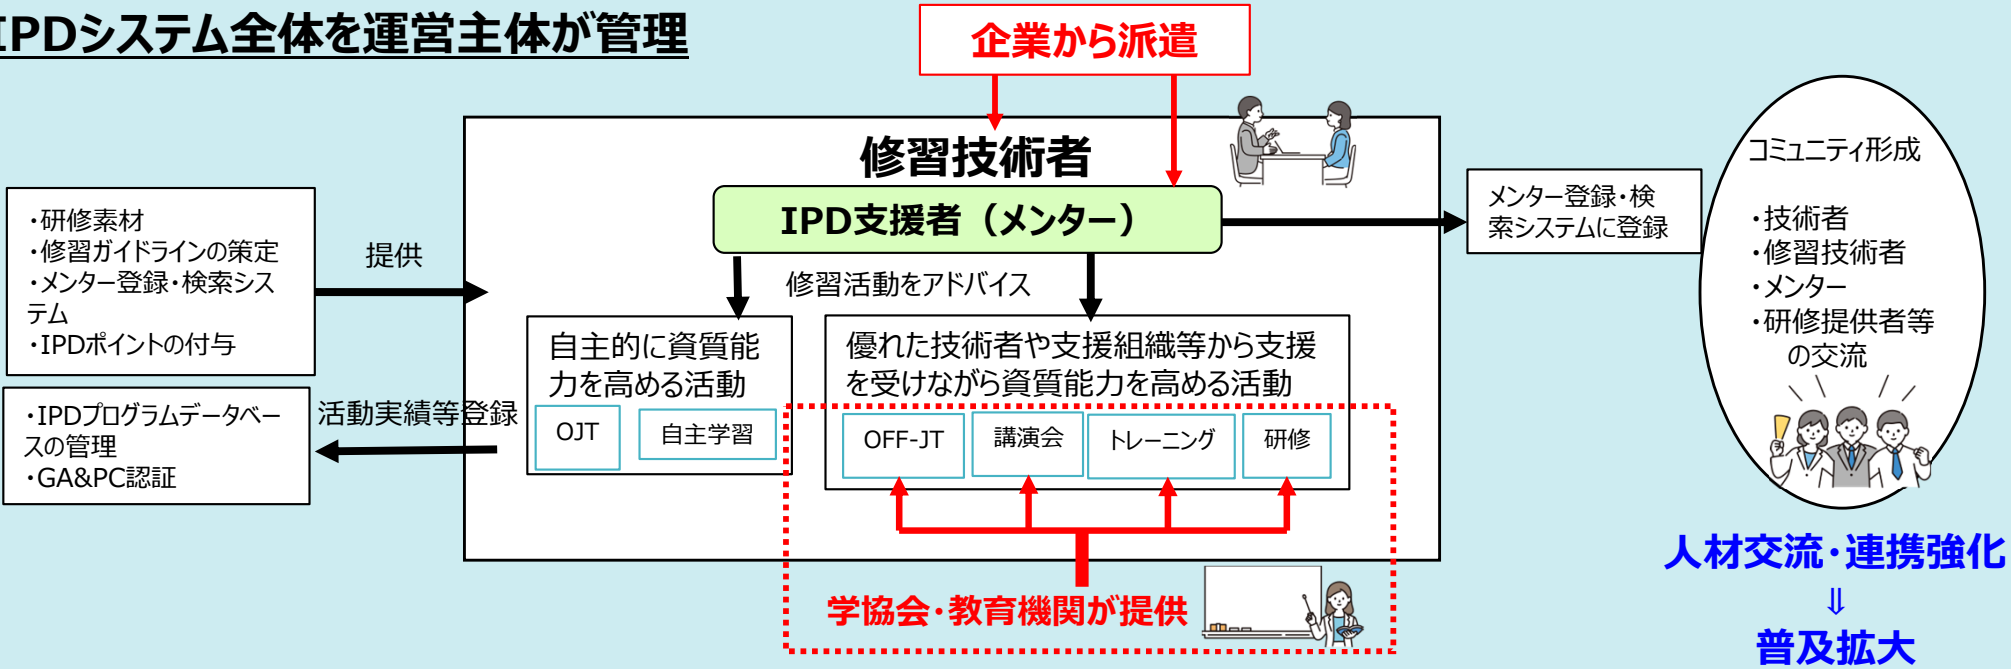 IPDシステム全体を運営主体が管理
企業から派遣
修習技術者
IPD支援者（メンター）
修習活動をアドバイス
・研修素材
・修習ガイドラインの策定
・メンター登録・検索シス
テム
・IPDポイントの付与
提供
・IPDプログラムデータベー
スの管理
・GA&PC認証
活動実績等登録
自主的に資質能
力を高める活動
OJT
自主学習
優れた技術者や支援組織等から支援
を受けながら資質能力を高める活動
OFF-JT
講演会
トレーニング
研修
学協会・教育機関が提供
メンター登録・検
索システムに登録
コミュニティ形成
・技術者
・修習技術者
・メンター
・研修提供者等
の交流
人材交流・連携強化
⇓
普及拡大